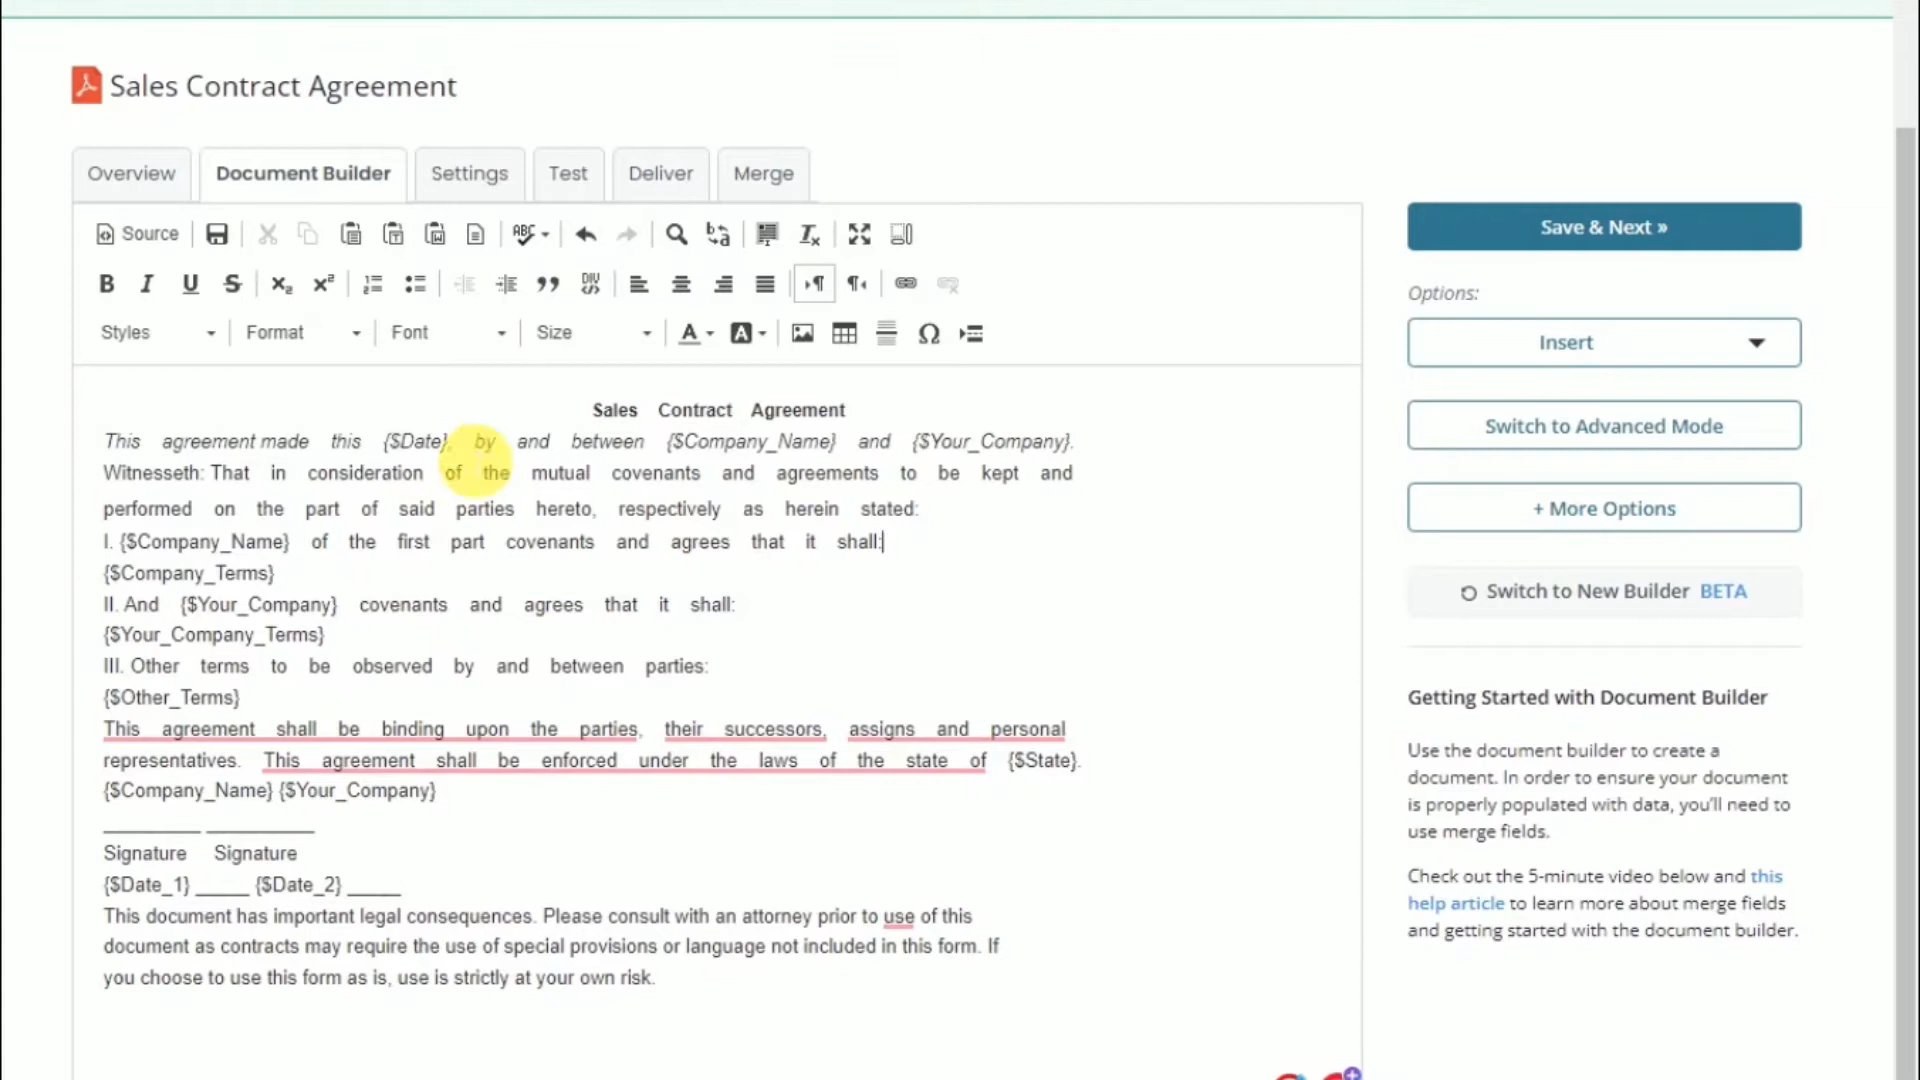 Sales Contract Agreement
Overview
Document Builder
Settings
Test
Deliver
Merge
Source
Styles
Format
Font
Size
Sales Contract Agreement
This agreement made this {$Date}, by and between {$Company_Name} and {$Your_Company}.
Witnesseth: That in consideration of the mutual covenants and agreements to be kept and
performed on the part of said parties hereto, respectively as herein stated:
I. {$Company_Name} of the first part covenants and agrees that it shall:
{$Company_Terms}
II. And {$Your_Company} covenants and agrees that it shall:
{$Your_Company_Terms}
III. Other terms to be observed by and between parties:
{$Other_Terms}
This agreement shall be binding upon the parties, their successors, assigns and personal
representatives. This agreement shall be enforced under the laws of the state of {$State}.
{$Company_Name} {$Your_Company}
_________ __________
Signature Signature
{$Date_1} _____ {$Date_2} _____
This document has important legal consequences. Please consult with an attorney prior to use of this
document as contracts may require the use of special provisions or language not included in this form. If
you choose to use this form as is, use is strictly at your own risk.
Save & Next »
Options:
Insert
Switch to Advanced Mode
+ More Options
Switch to New Builder BETA
Getting Started with Document Builder
Use the document builder to create a
document. In order to ensure your document
is properly populated with data, you'll need to
use merge fields.
Check out the 5-minute video below and this
help article to learn more about merge fields
and getting started with the document builder.